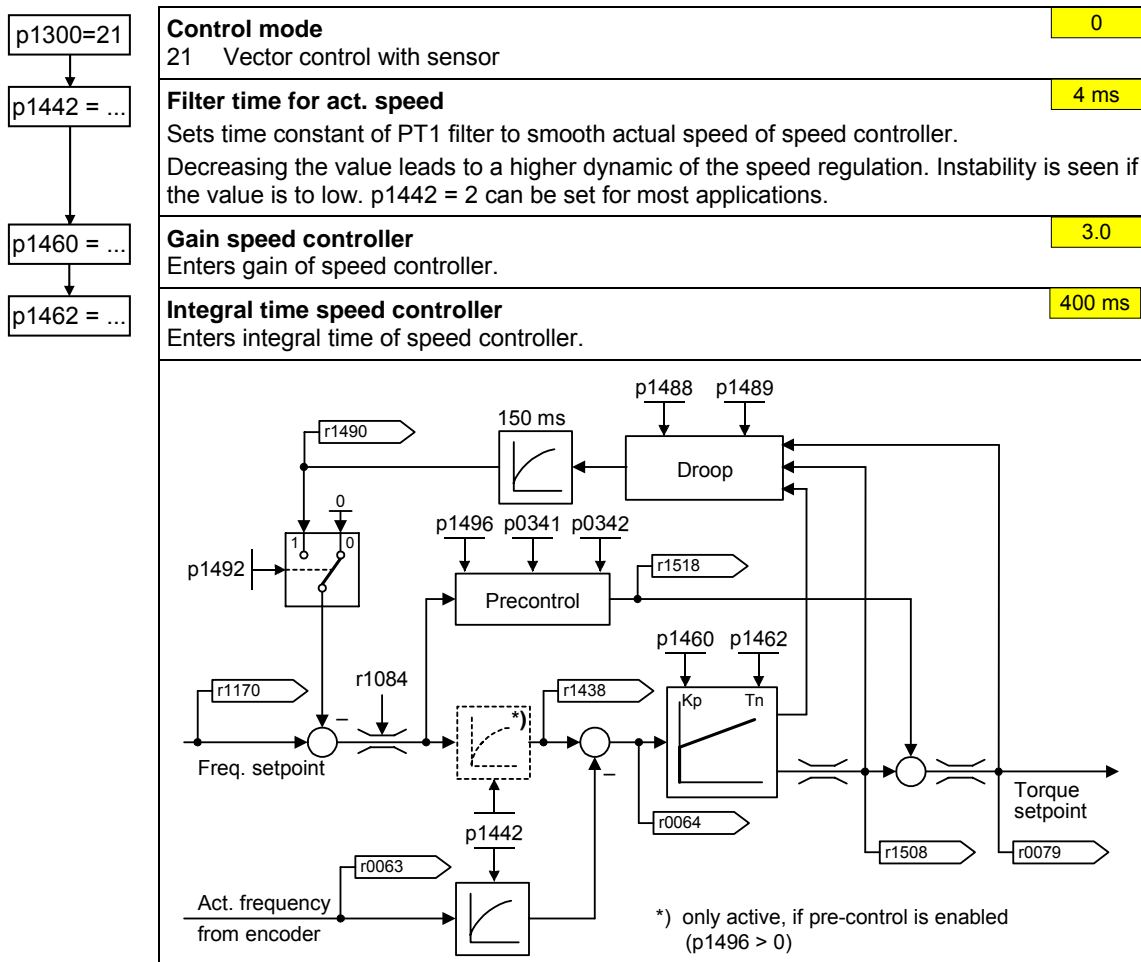 p1300=21
Control mode
0
21 Vector control with sensor
p1442 = ...
Filter time for act. speed
4 ms
Sets time constant of PT1 filter to smooth actual speed of speed controller.
Decreasing the value leads to a higher dynamic of the speed regulation. Instability is seen if
the value is to low. p1442 = 2 can be set for most applications.
p1460 = ...
Gain speed controller
3.0
Enters gain of speed controller.
p1462 = ...
Integral time speed controller
400 ms
Enters integral time of speed controller.
p1488 p1489
150 ms
r1490
Droop
0
1 0
p1496 p0341 p0342
p1492
r1518
Precontrol
p1460 p1462
r1170
r1084
r1438
Kp Tn
*)
–
Freq. setpoint
–
Torque
setpoint
p1442
r0064
r0063
r1508
r0079
Act. frequency
from encoder
*) only active, if pre-control is enabled
(p1496 > 0)